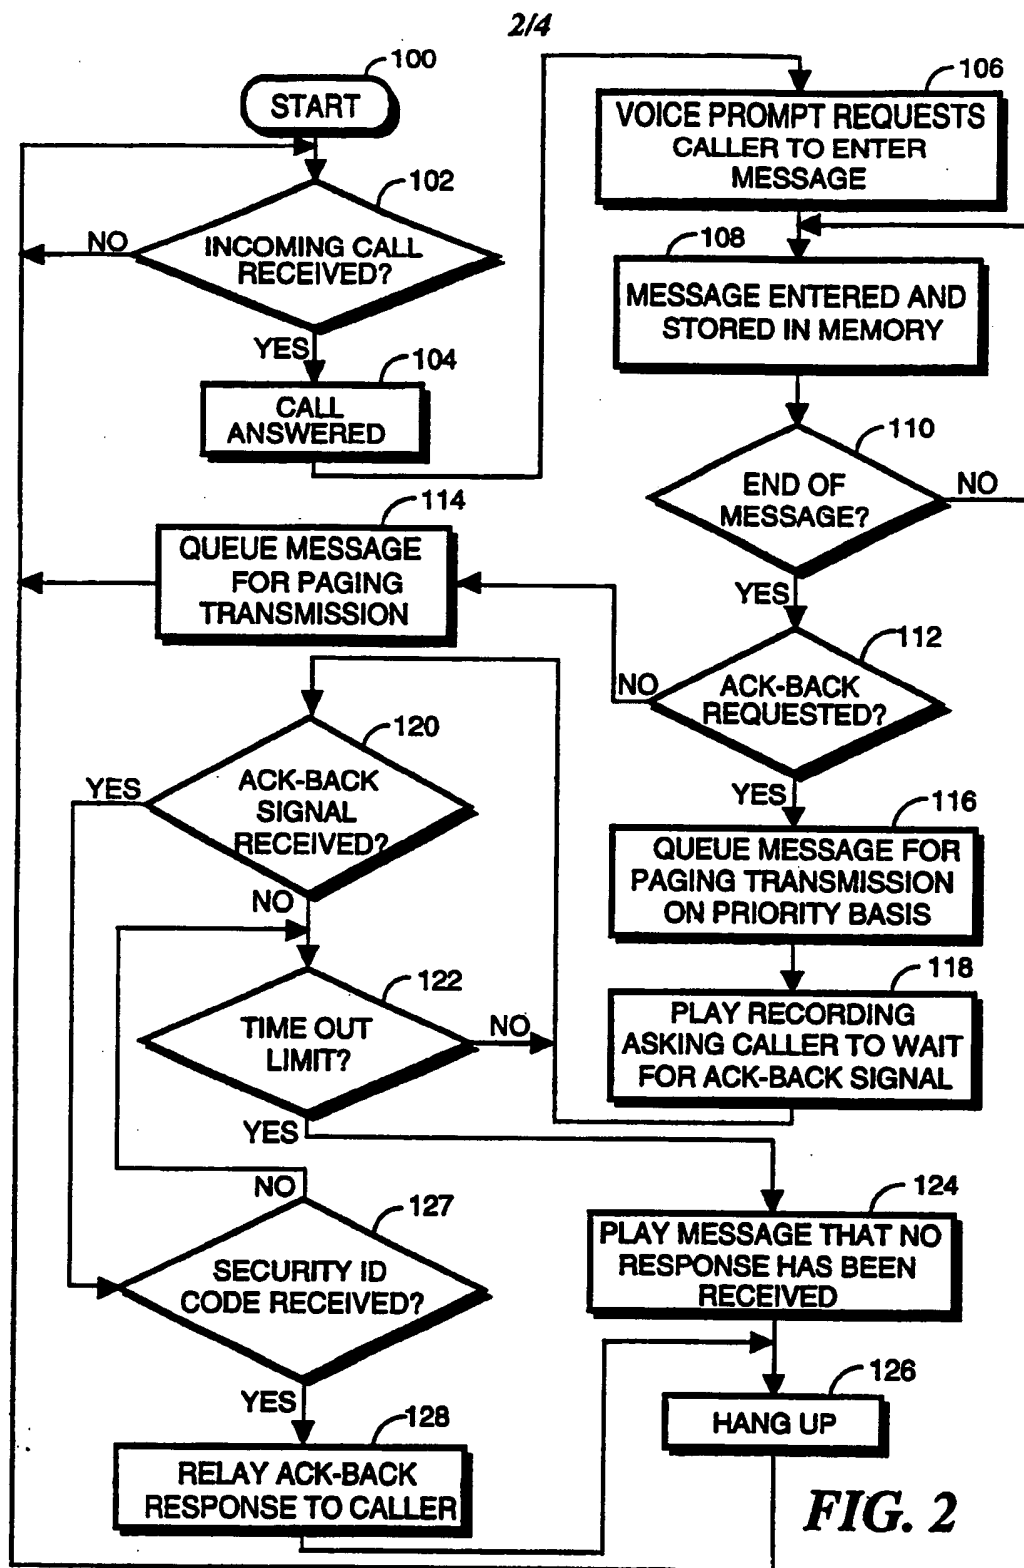 2/4
100
START
102
INCOMING CALL
RECEIVED?
NO
YES
104
CALL
ANSWERED
106
VOICE PROMPT REQUESTS
CALLER TO ENTER
MESSAGE
108
MESSAGE ENTERED AND
STORED IN MEMORY
110
END OF
MESSAGE?
NO
YES
112
ACK-BACK
REQUESTED?
NO
YES
114
QUEUE MESSAGE
FOR PAGING
TRANSMISSION
116
QUEUE MESSAGE FOR
PAGING TRANSMISSION
ON PRIORITY BASIS
118
PLAY RECORDING
ASKING CALLER TO WAIT
FOR ACK-BACK SIGNAL
120
ACK-BACK
SIGNAL
RECEIVED?
YES
NO
122
TIME OUT
LIMIT?
NO
YES
124
PLAY MESSAGE THAT NO
RESPONSE HAS BEEN
RECEIVED
NO
127
SECURITY ID
CODE RECEIVED?
YES
126
HANG UP
128
RELAY ACK-BACK
RESPONSE TO CALLER
FIG. 2